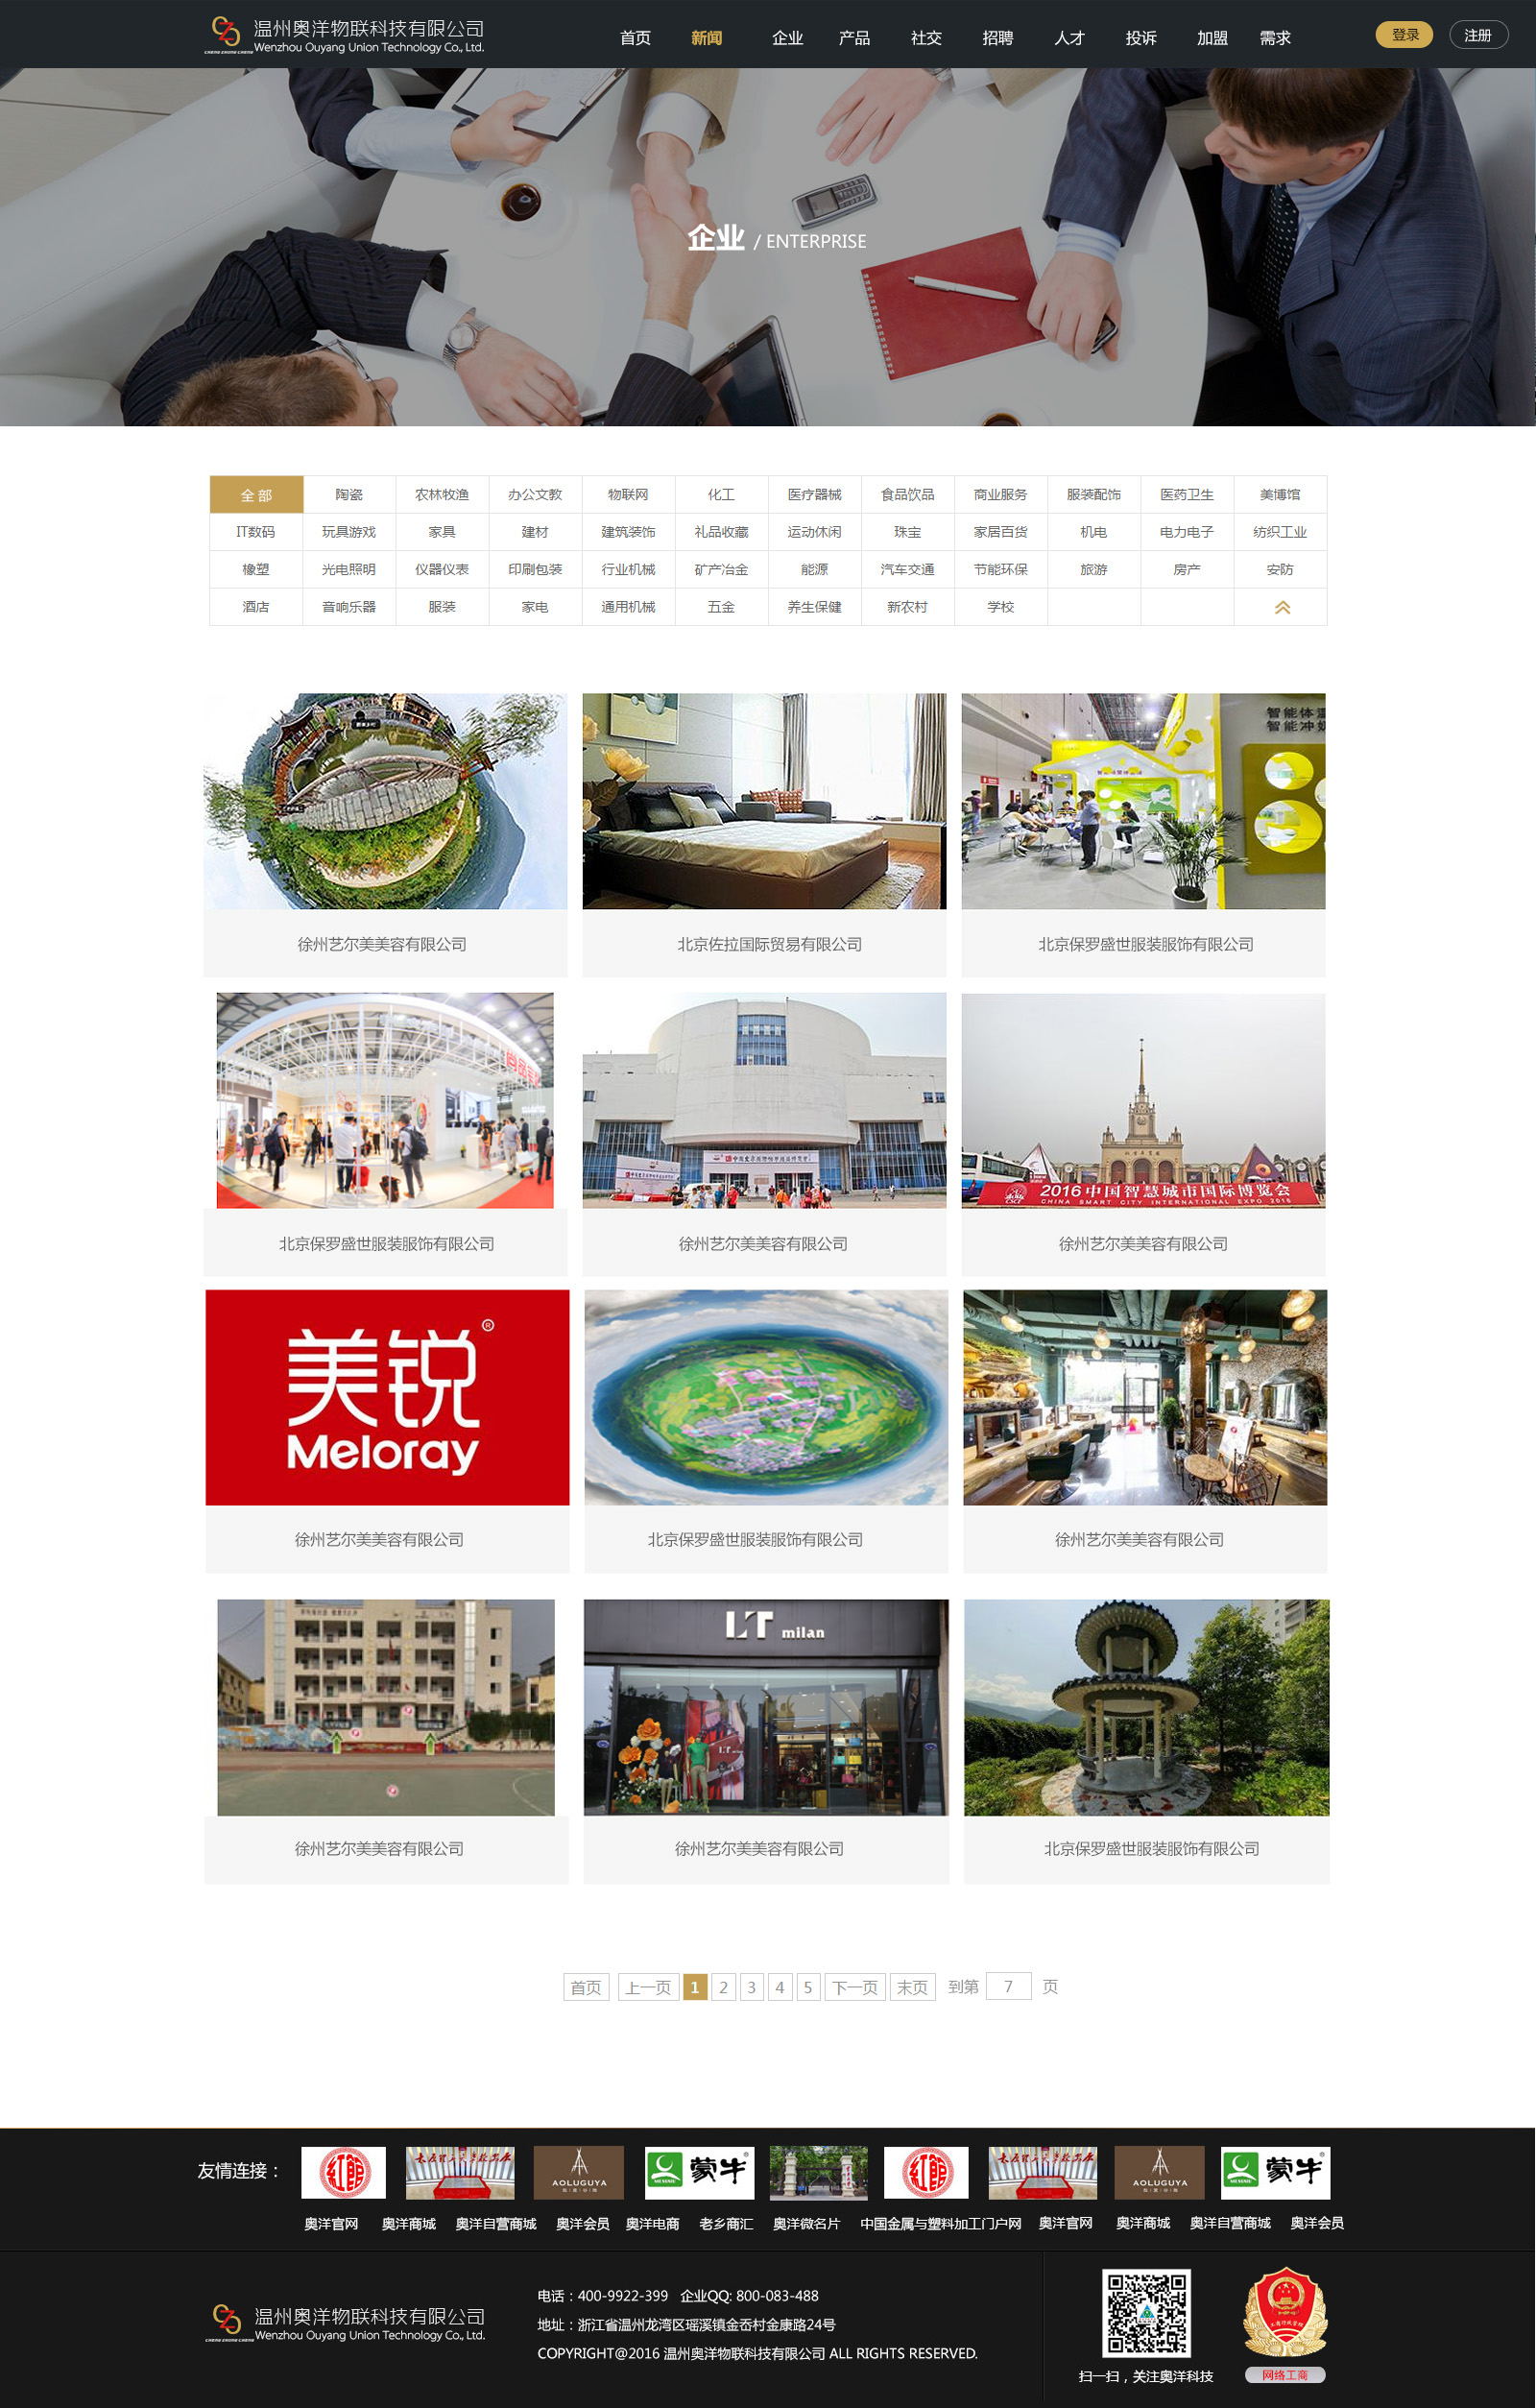 温州奥洋物联科技有限公司
Wenzhou Ouyang Union Technology Co., Ltd.
首页 新闻 企业 产品 社交 招聘 人才 投诉 加盟 需求
登录 注册
企业 / ENTERPRISE
全 部 陶瓷 农林牧渔 办公文教 物联网 化工 医疗器械 食品饮品 商业服务 服装配饰 医药卫生 美博馆
IT数码 玩具游戏 家具 建材 建筑装饰 礼品收藏 运动休闲 珠宝 家居百货 机电 电力电子 纺织工业
橡塑 光电照明 仪器仪表 印刷包装 行业机械 矿产冶金 能源 汽车交通 节能环保 旅游 房产 安防
酒店 音响乐器 服装 家电 通用机械 五金 养生保健 新农村 学校
智能体温
智能冲奶
徐州艺尔美美容有限公司 北京佐拉国际贸易有限公司 北京保罗盛世服装服饰有限公司
2016中国智慧城市国际博览会
CHINA SMART CITY INTERNATIONAL EXPO 2016
北京保罗盛世服装服饰有限公司 徐州艺尔美美容有限公司 徐州艺尔美美容有限公司
美锐®
Meloray
徐州艺尔美美容有限公司 北京保罗盛世服装服饰有限公司 徐州艺尔美美容有限公司
LT milan
LT milan
徐州艺尔美美容有限公司 徐州艺尔美美容有限公司 北京保罗盛世服装服饰有限公司
首页 上一页 1 2 3 4 5 下一页 末页 到第 7 页
友情连接：
AOLUGUYA
MENGNIU
蒙牛
AOLUGUYA
MENGNIU
蒙牛
奥洋官网 奥洋商城 奥洋自营商城 奥洋会员 奥洋电商 老乡商汇 奥洋微名片 中国金属与塑料加工门户网 奥洋官网 奥洋商城 奥洋自营商城 奥洋会员
温州奥洋物联科技有限公司
Wenzhou Ouyang Union Technology Co., Ltd.
电话：400-9922-399 企业QQ: 800-083-488
地址：浙江省温州龙湾区瑶溪镇金岙村金康路24号
COPYRIGHT@2016 温州奥洋物联科技有限公司 ALL RIGHTS RESERVED.
扫一扫，关注奥洋科技
网络工商